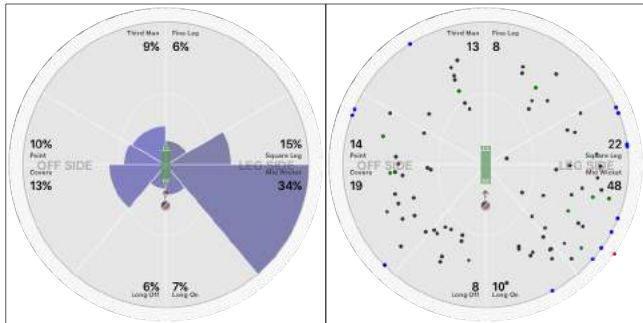 Third Man
Fine Leg
9%
6%
10%
Point
OFF SIDE
Covers
13%
15%
Square Leg
LEG SIDE
Mid Wicket
34%
6%
Long Off
7%
Long On
Third Man
Fine Leg
13
8
14
Point
OFF SIDE
Covers
19
22
Square Leg
LEG SIDE
Mid Wicket
48
8
Long Off
10*
Long On